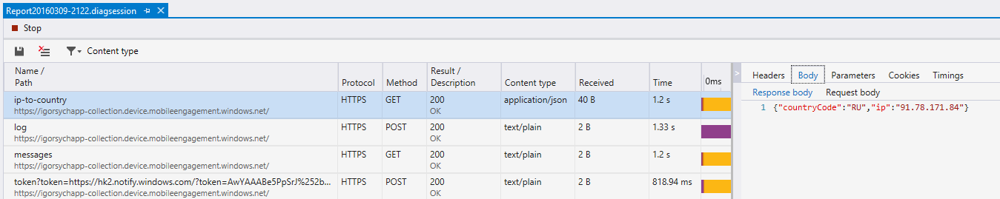 Report20160309-2122.diagsession
Stop
Content type
Name / Path Protocol Method Result / Description Content type Received Time 0ms
ip-to-country HTTPS GET 200 application/json 40 B 1.2 s
https://igorsychapp-collection.device.mobileengagement.windows.net/ OK
log HTTPS POST 200 text/plain 2 B 1.33 s
https://igorsychapp-collection.device.mobileengagement.windows.net/ OK
messages HTTPS GET 200 text/plain 2 B 1.2 s
https://igorsychapp-collection.device.mobileengagement.windows.net/ OK
token?token=https://hk2.notify.windows.com/?token=AwYAAABe5PpSrJ%252b... HTTPS POST 200 text/plain 2 B 818.94 ms
https://igorsychapp-collection.device.mobileengagement.windows.net/ OK
Headers Body Parameters Cookies Timings
Response body Request body
1 {"countryCode":"RU","ip":"91.78.171.84"}